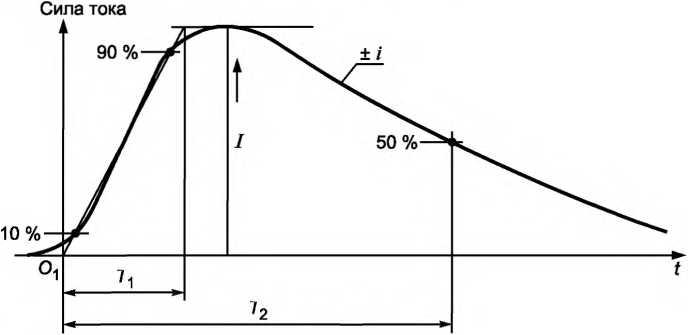 Сила тока
90 %
± i
I
50 %
10 %
O₁
t
T₁
T₂